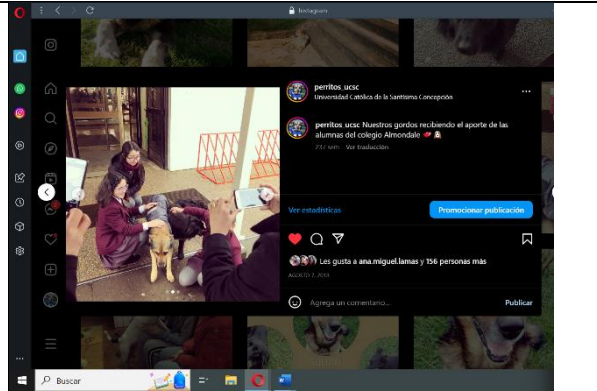 Instagram
perritos_ucsc
Universidad Católica de la Santísima Concepción
perritos_ucsc Nuestros gordos recibiendo el aporte de las
alumnas del colegio Almondale
Ver traducción
Ver estadísticas
Promocionar publicación
Les gusta a ana.miguel.lamas y 156 personas más
Agrega un comentario...
Publicar
Buscar